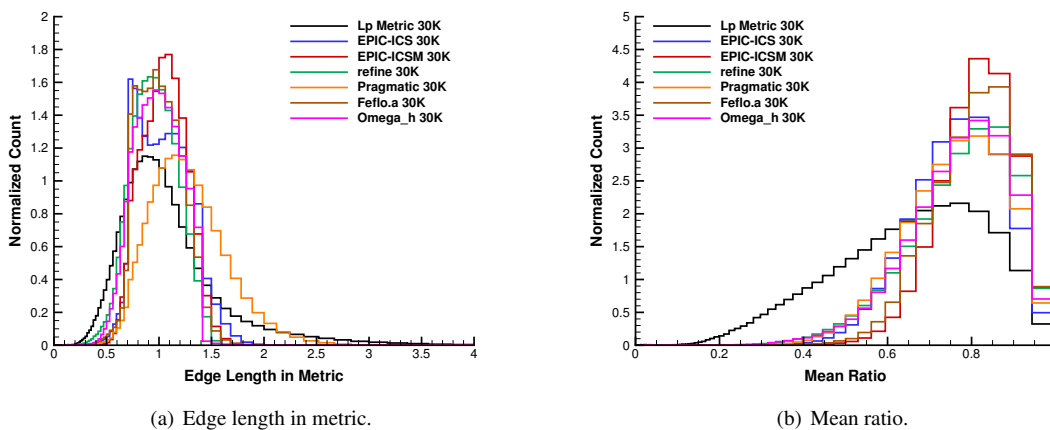 2
1.8
1.6
1.4
1.2
1
0.8
0.6
0.4
0.2
0
Normalized Count
0 0.5 1 1.5 2 2.5 3 3.5 4
Edge Length in Metric
Lp Metric 30K
EPIC-ICS 30K
EPIC-ICSM 30K
refine 30K
Pragmatic 30K
Feflo.a 30K
Omega_h 30K
(a) Edge length in metric.
5
4.5
4
3.5
3
2.5
2
1.5
1
0.5
0
Normalized Count
0 0.2 0.4 0.6 0.8
Mean Ratio
Lp Metric 30K
EPIC-ICS 30K
EPIC-ICSM 30K
refine 30K
Pragmatic 30K
Feflo.a 30K
Omega_h 30K
(b) Mean ratio.